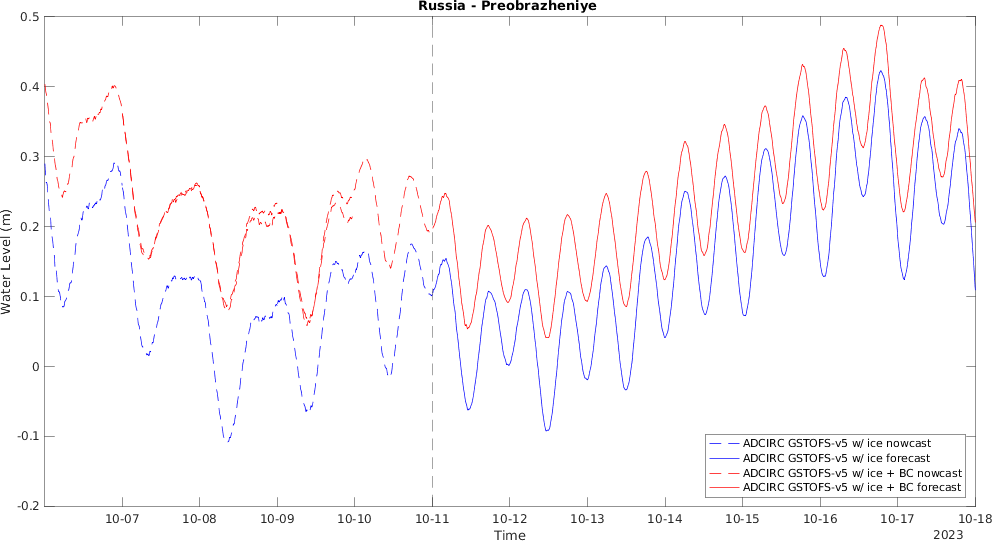 Russia - Preobrazheniye
0.5
0.4
0.3
0.2
0.1
0
-0.1
-0.2
Water Level (m)
ADCIRC GSTOFS-v5 w/ ice nowcast
ADCIRC GSTOFS-v5 w/ ice forecast
ADCIRC GSTOFS-v5 w/ ice + BC nowcast
ADCIRC GSTOFS-v5 w/ ice + BC forecast
10-07 10-08 10-09 10-10 10-11 10-12 10-13 10-14 10-15 10-16 10-17 10-18
Time
2023